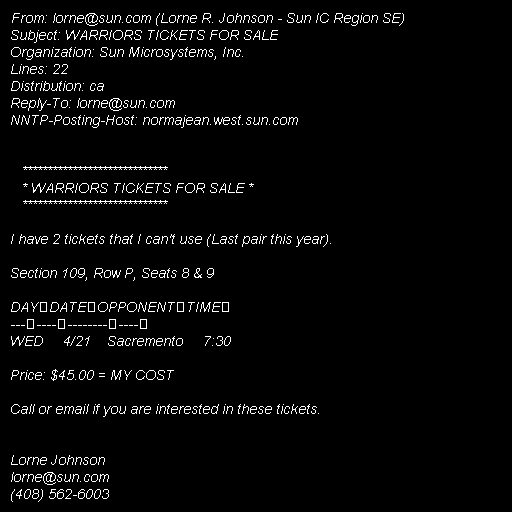 From: lorne@sun.com (Lorne R. Johnson - Sun IC Region SE)
Subject: WARRIORS TICKETS FOR SALE
Organization: Sun Microsystems, Inc.
Lines: 22
Distribution: ca
Reply-To: lorne@sun.com
NNTP-Posting-Host: normajean.west.sun.com
*****************************
* WARRIORS TICKETS FOR SALE *
*****************************
I have 2 tickets that I can't use (Last pair this year).
Section 109, Row P, Seats 8 & 9
DAY□DATE□OPPONENT□TIME□
---□----□--------□----□
WED 4/21 Sacremento 7:30
Price: $45.00 = MY COST
Call or email if you are interested in these tickets.
Lorne Johnson
lorne@sun.com
(408) 562-6003